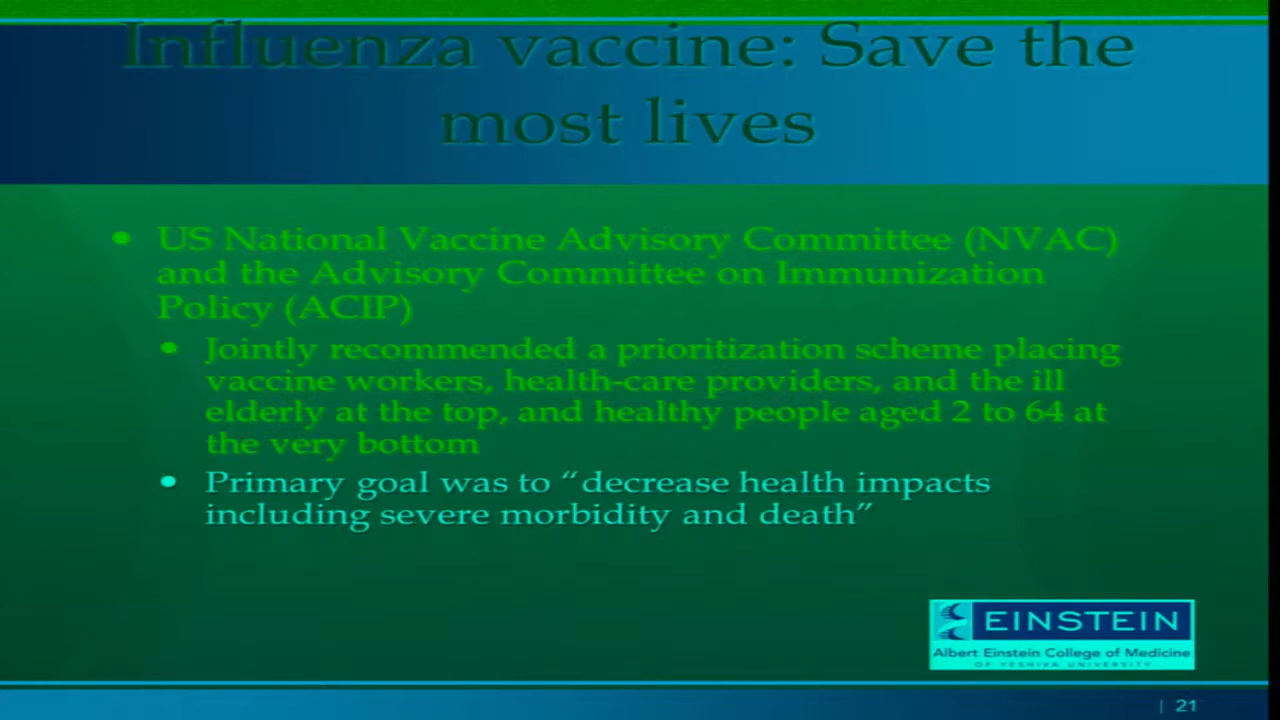 Influenza vaccine: Save the
most lives
• US National Vaccine Advisory Committee (NVAC)
and the Advisory Committee on Immunization
Policy (ACIP)
• Jointly recommended a prioritization scheme placing
vaccine workers, health-care providers, and the ill
elderly at the top, and healthy people aged 2 to 64 at
the very bottom
• Primary goal was to “decrease health impacts
including severe morbidity and death”
EINSTEIN
Albert Einstein College of Medicine
OF YESHIVA UNIVERSITY
| 21